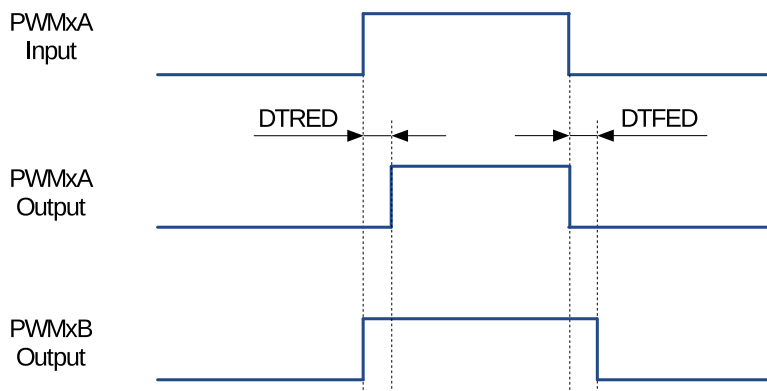 PWMxA
Input
DTRED
DTFED
PWMxA
Output
PWMxB
Output